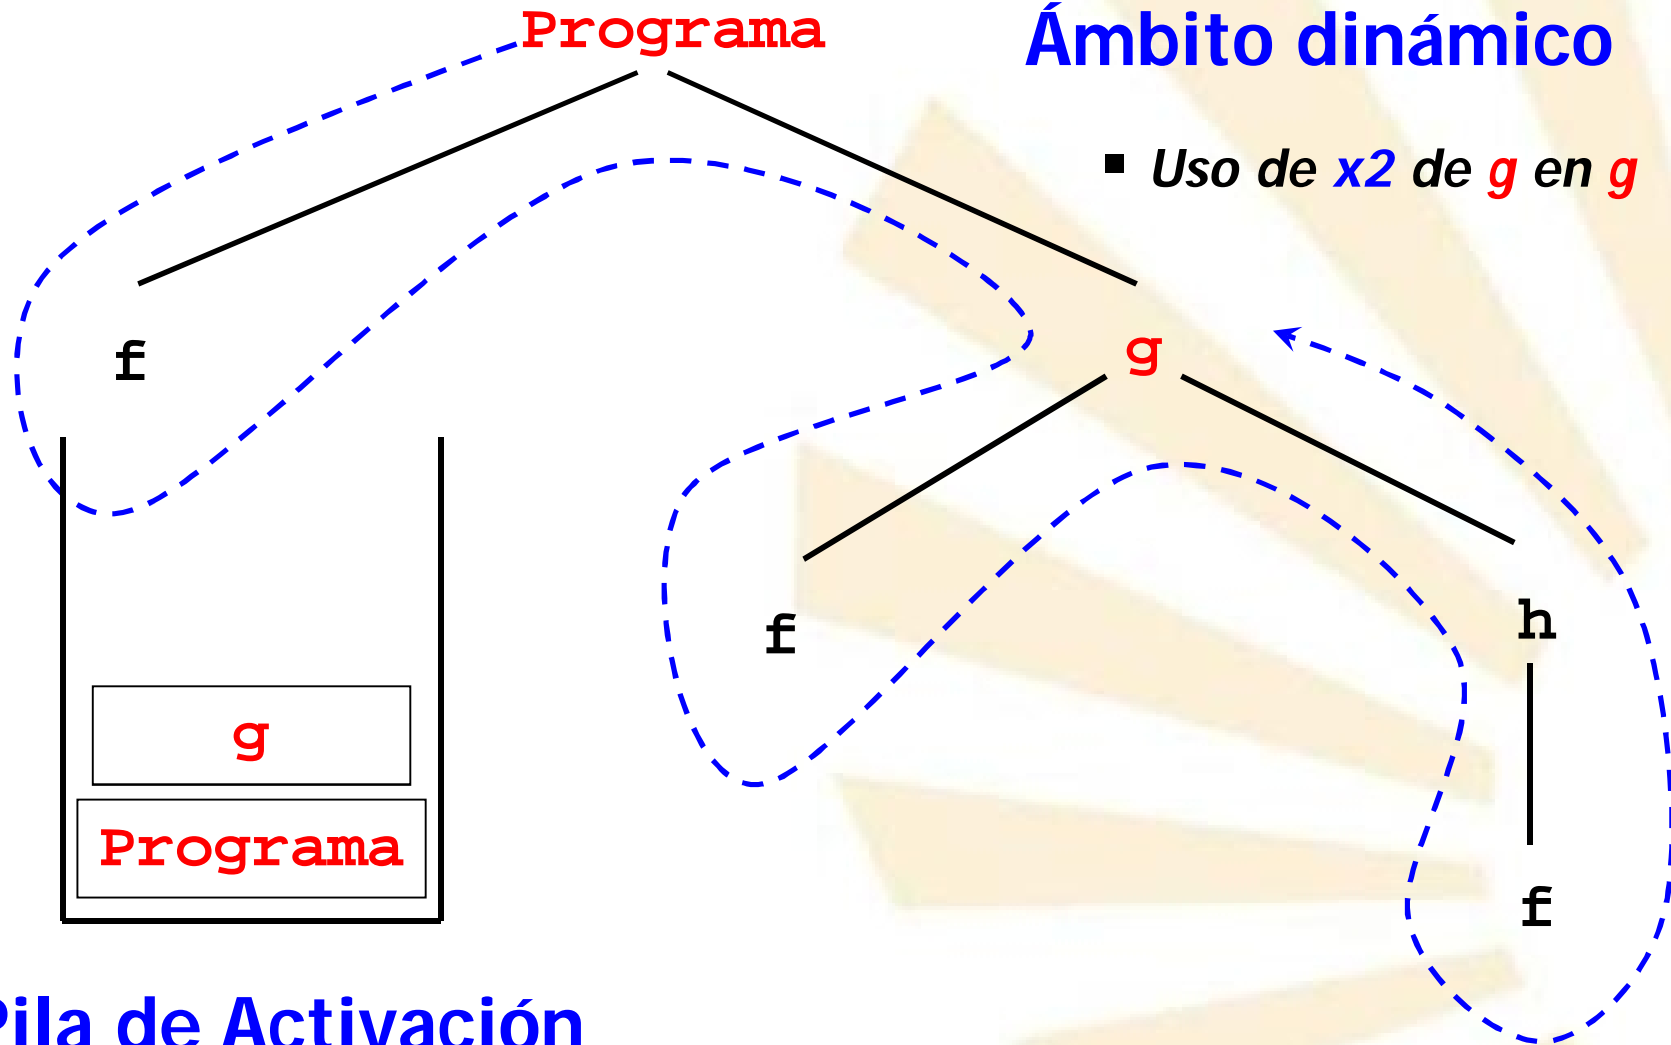 Programa
Ámbito dinámico
Uso de x2 de g en g
f
g
f
h
g
Programa
f
Pila de Activación